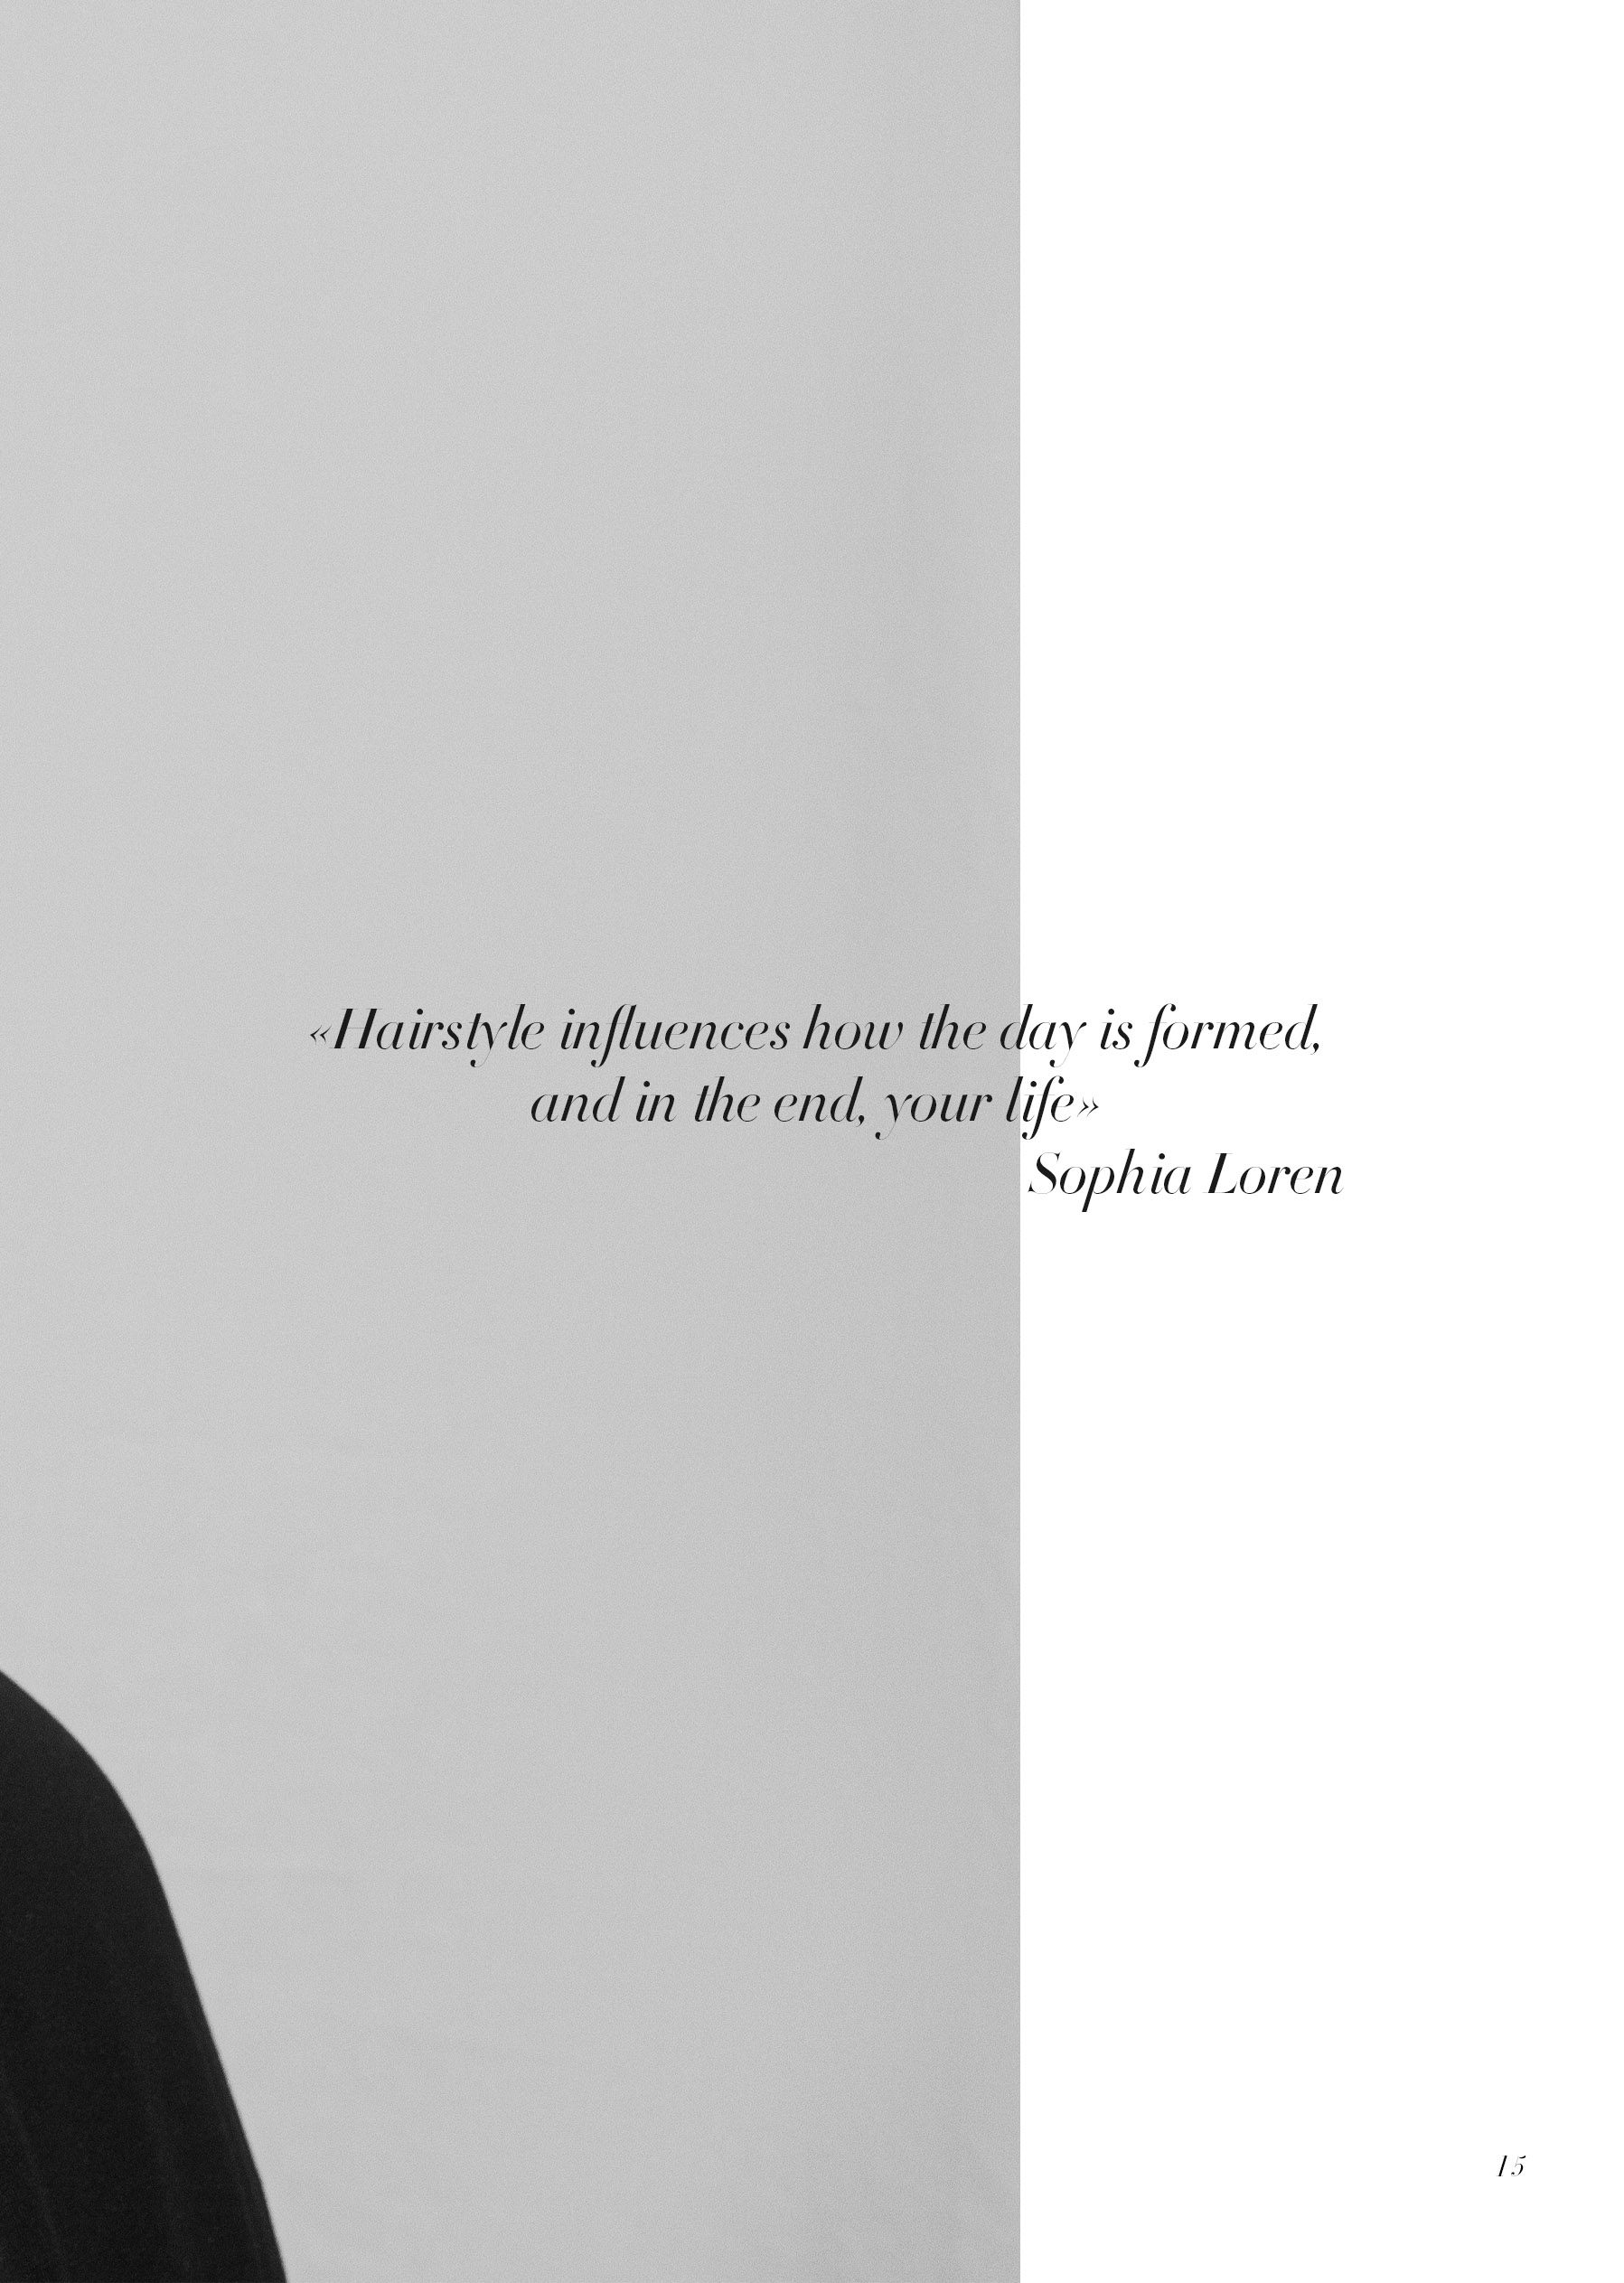 «Hairstyle influences how the day is formed,
and in the end, your life»
Sophia Loren
15